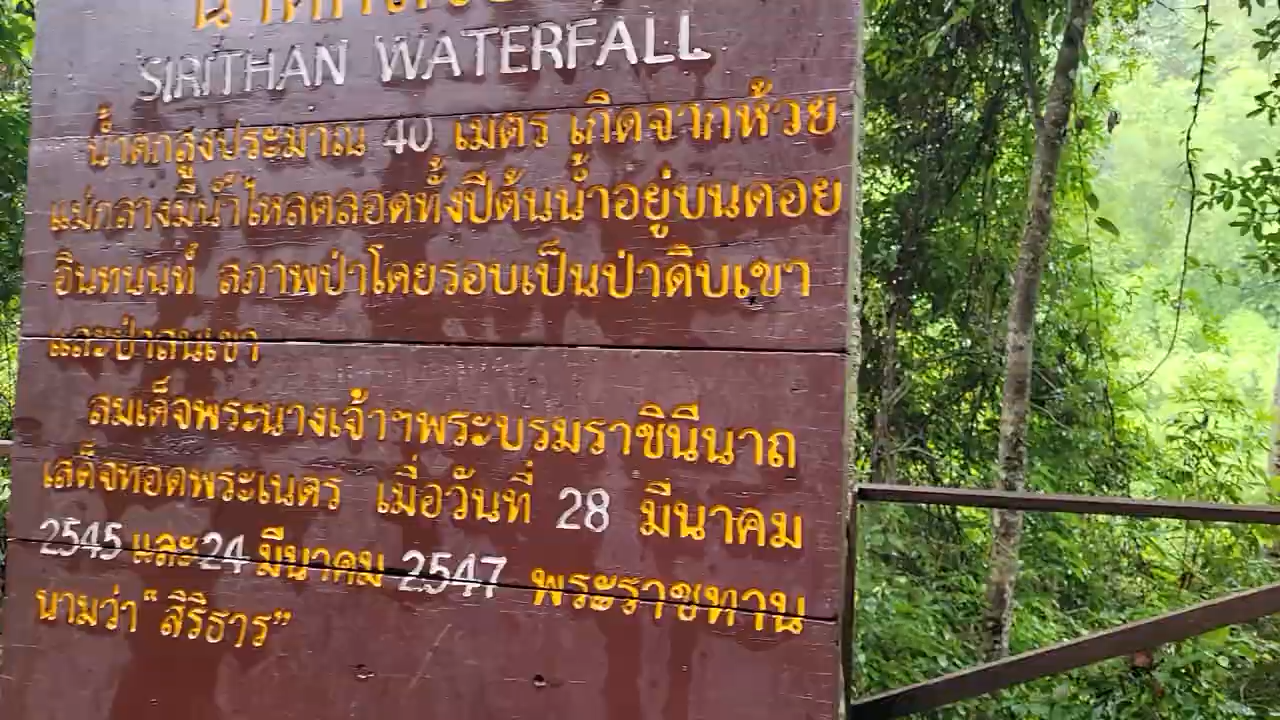 SIRITHAN WATERFALL
น้ำตกสูงประมาณ 40 เมตร เกิดจากห้วย
แม่กลางมีน้ำไหลตลอดทั้งปีต้นน้ำอยู่บนดอย
อินทนนท์ สภาพป่าโดยรอบเป็นป่าดิบเขา
และป่าสนเขา
สมเด็จพระนางเจ้าฯพระบรมราชินีนาถ
เสด็จทอดพระเนตร เมื่อวันที่ 28 มีนาคม
2545 และ 24 มีนาคม 2547 พระราชทาน
นามว่า "สิริธาร"